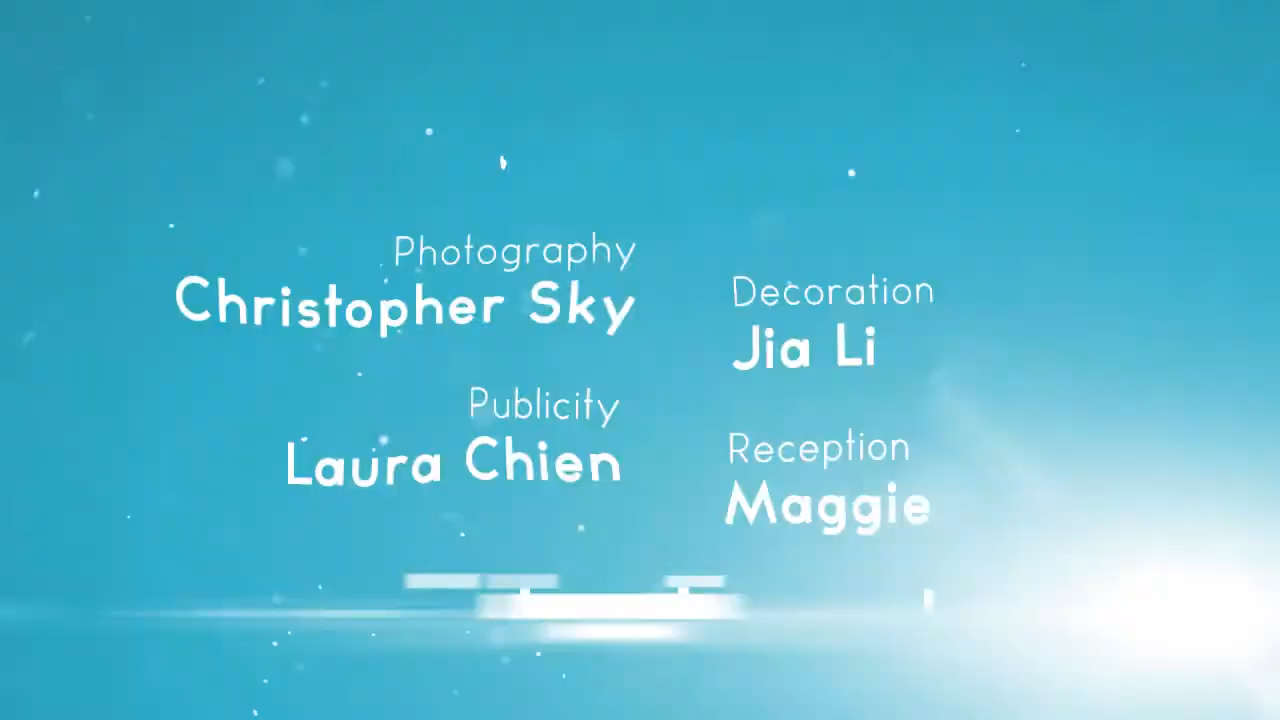 Photography
Christopher Sky
Publicity
Laura Chien
Decoration
Jia Li
Reception
Maggie